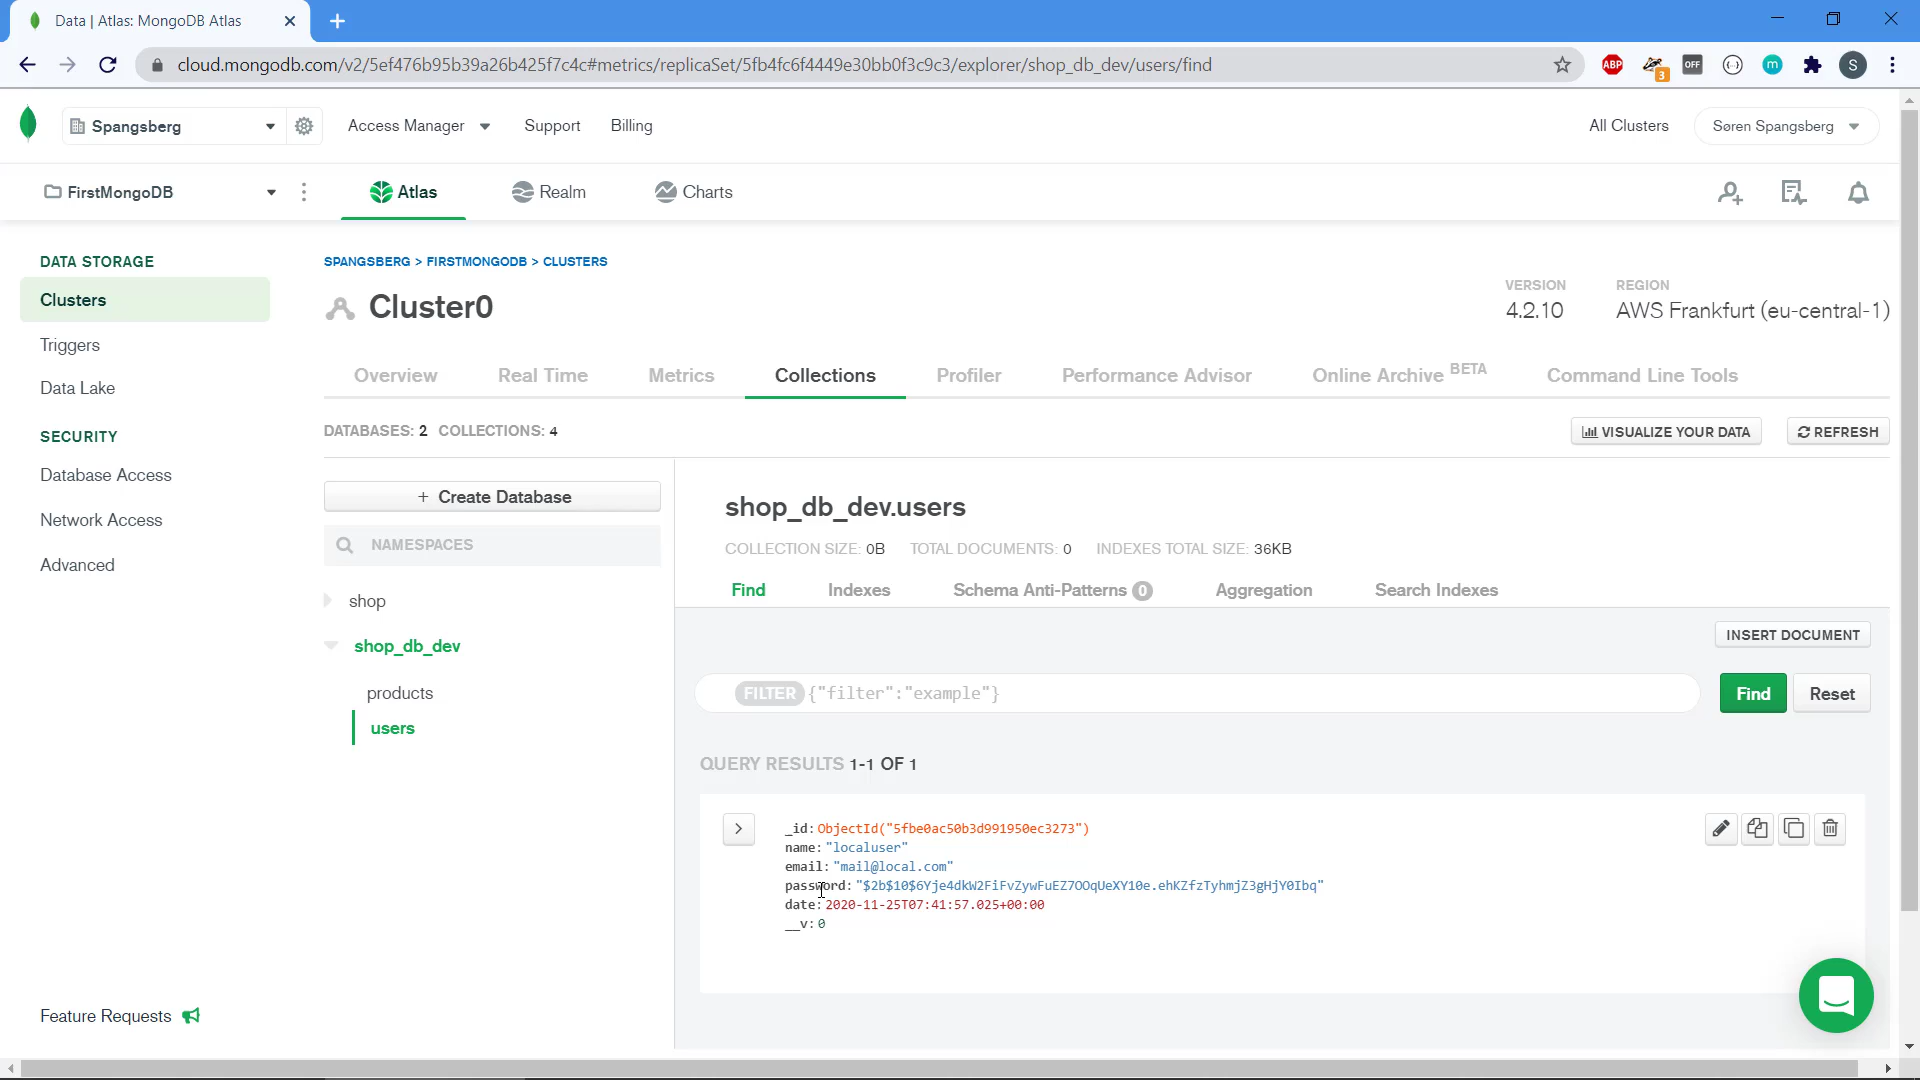 Data | Atlas: MongoDB Atlas
cloud.mongodb.com/v2/5ef476b95b39a26b425f7c4c#metrics/replicaSet/5fb4fc6f4449e30bb0f3c9c3/explorer/shop_db_dev/users/find
ABP
3
OFF
m
S
Spangsberg
Access Manager
Support
Billing
All Clusters
Søren Spangsberg
FirstMongoDB
Atlas
Realm
Charts
DATA STORAGE
Clusters
Triggers
Data Lake
SECURITY
Database Access
Network Access
Advanced
Feature Requests
SPANGSBERG > FIRSTMONGODB > CLUSTERS
Cluster0
VERSION
4.2.10
REGION
AWS Frankfurt (eu-central-1)
Overview
Real Time
Metrics
Collections
Profiler
Performance Advisor
Online Archive BETA
Command Line Tools
DATABASES: 2 COLLECTIONS: 4
VISUALIZE YOUR DATA
REFRESH
+ Create Database
NAMESPACES
shop
shop_db_dev
products
users
shop_db_dev.users
COLLECTION SIZE: 0B TOTAL DOCUMENTS: 0 INDEXES TOTAL SIZE: 36KB
Find
Indexes
Schema Anti-Patterns 0
Aggregation
Search Indexes
INSERT DOCUMENT
FILTER {"filter":"example"}
Find
Reset
QUERY RESULTS 1-1 OF 1
_id: ObjectId("5fbe0ac50b3d991950ec3273")
name: "localuser"
email: "mail@local.com"
password: "$2b$10$6Yje4dkW2FiFvZywFuEZ7OOqUeXY10e.ehKZfzTyhmjZ3gHjY0Ibq"
date: 2020-11-25T07:41:57.025+00:00
__v: 0